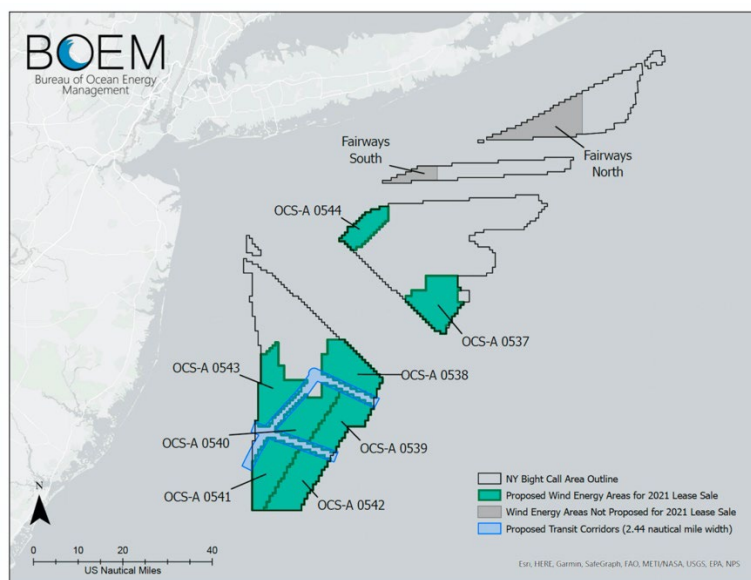 BOEM
Bureau of Ocean Energy
Management
Fairways
South
Fairways
North
OCS-A 0544
OCS-A 0537
OCS-A 0543
OCS-A 0538
OCS-A 0540
OCS-A 0539
OCS-A 0541
OCS-A 0542
N
0 10 20 40
US Nautical Miles
NY Bight Call Area Outline
Proposed Wind Energy Areas for 2021 Lease Sale
Wind Energy Areas Not Proposed for 2021 Lease Sale
Proposed Transit Corridors (2.44 nautical mile width)
Esri, HERE, Garmin, SafeGraph, FAO, METI/NASA, USGS, EPA, NPS